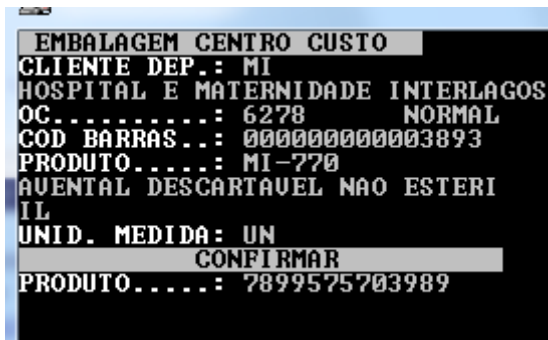 EMBALAGEM CENTRO CUSTO
CLIENTE DEP.: MI
HOSPITAL E MATERNIDADE INTERLAGOS
OC..........: 6278 NORMAL
COD BARRAS..: 000000000003893
PRODUTO.....: MI-770
AVENTAL DESCARTAVEL NAO ESTERI
IL
UNID. MEDIDA: UN
CONFIRMAR
PRODUTO.....: 7899575703989